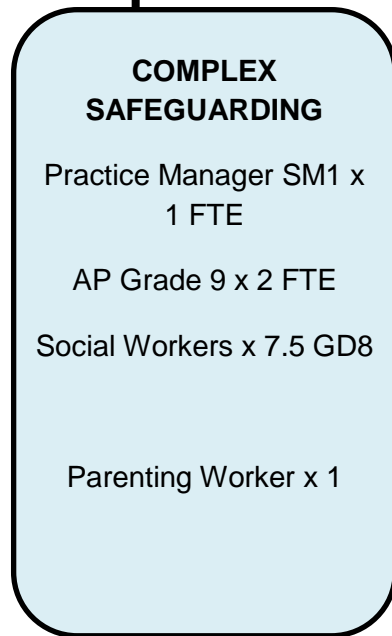 COMPLEX
SAFEGUARDING
Practice Manager SM1 x
1 FTE
AP Grade 9 x 2 FTE
Social Workers x 7.5 GD8
Parenting Worker x 1